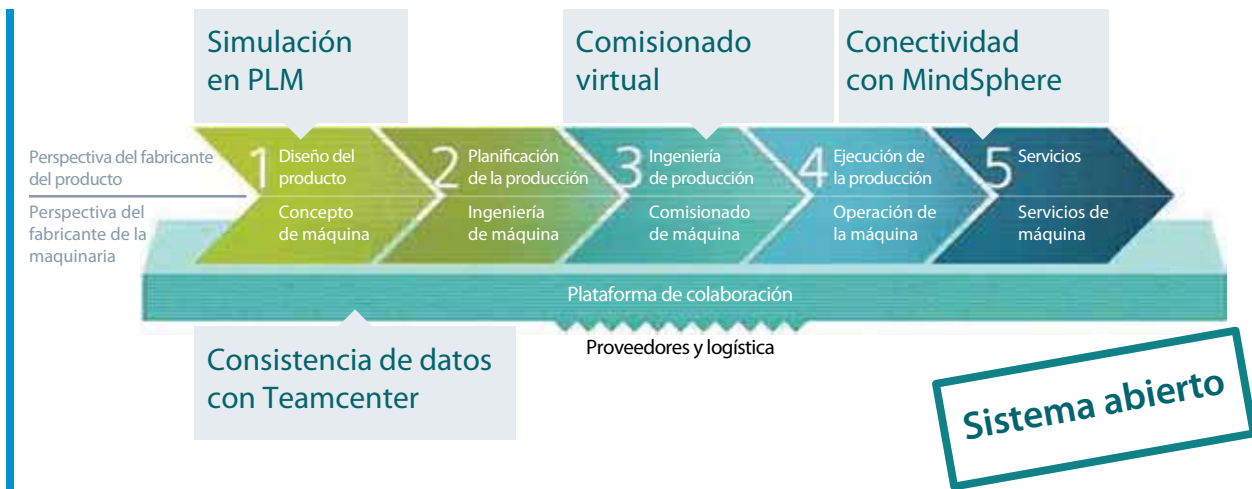 Simulación
en PLM
Comisionado
virtual
Conectividad
con MindSphere
Perspectiva del fabricante
del producto
Perspectiva del
fabricante de la
maquinaria
1
Diseño del
producto
Concepto
de máquina
2
Planificación
de la producción
Ingeniería
de máquina
3
Ingeniería
de producción
Comisionado
de máquina
4
Ejecución de
la producción
Operación de
la máquina
5
Servicios
Servicios de
máquina
Plataforma de colaboración
Proveedores y logística
Consistencia de datos
con Teamcenter
Sistema abierto